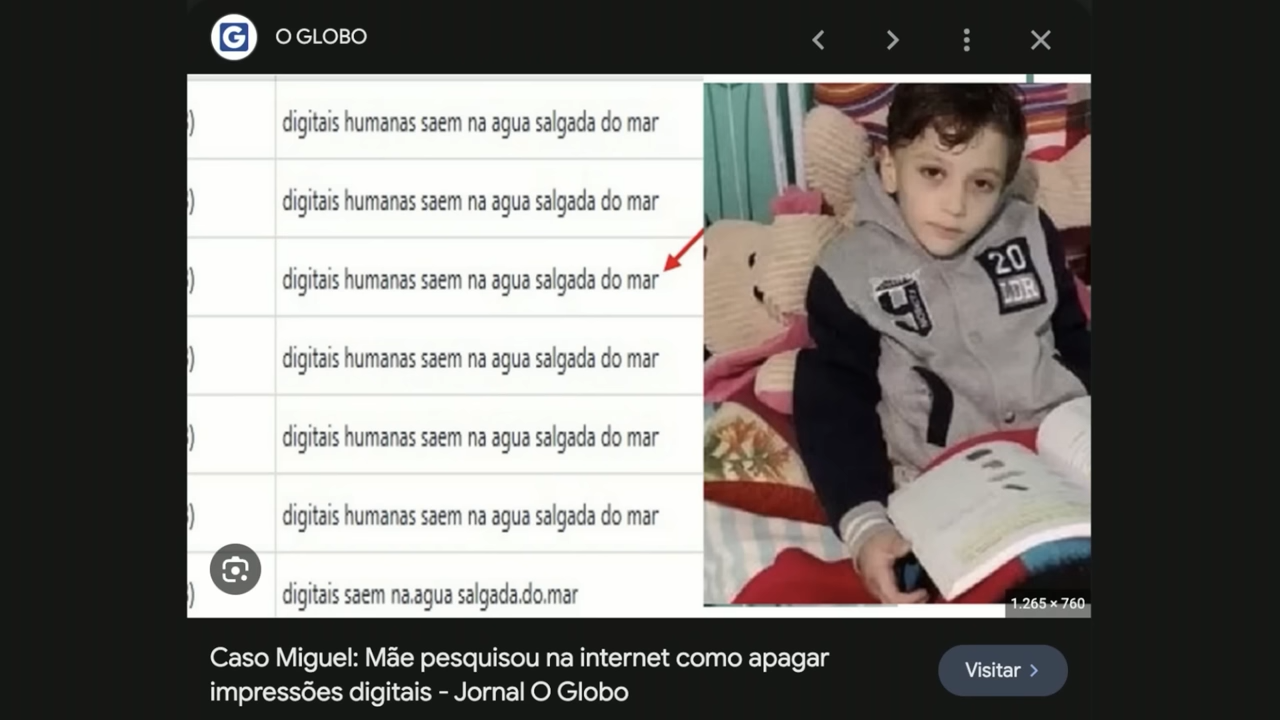 O GLOBO
) digitais humanas saem na agua salgada do mar
) digitais humanas saem na agua salgada do mar
) digitais humanas saem na agua salgada do mar
) digitais humanas saem na agua salgada do mar
) digitais humanas saem na agua salgada do mar
) digitais humanas saem na agua salgada do mar
) digitais saem na.agua salgada.do.mar
20
LDR
9
1.265 × 760
Caso Miguel: Mãe pesquisou na internet como apagar
impressões digitais - Jornal O Globo
Visitar